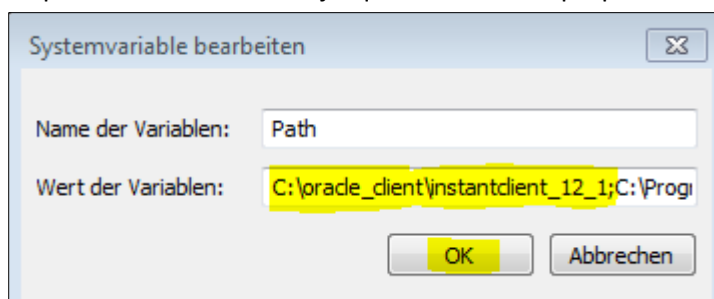 Systemvariable bearbeiten
Name der Variablen: Path
Wert der Variablen: C:\oracle_client\instantclient_12_1;C:\Progr
OK Abbrechen